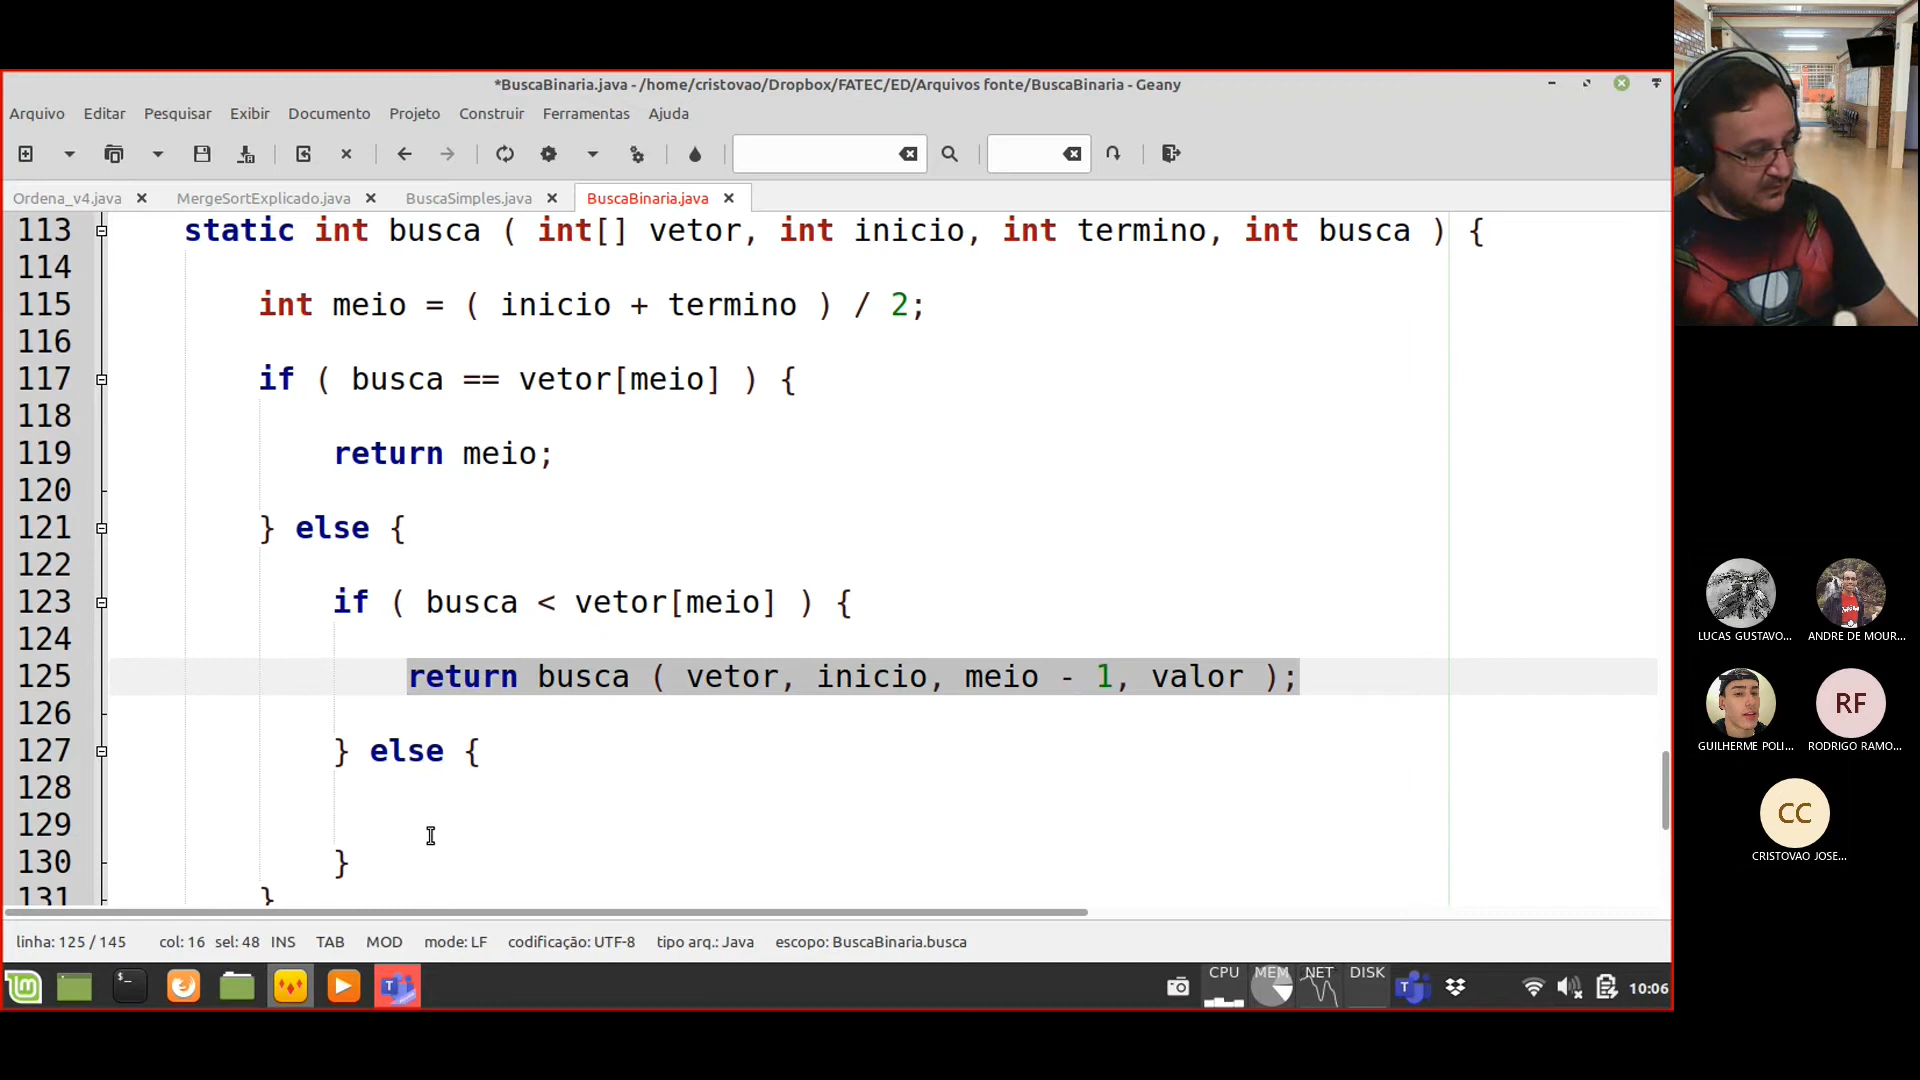 *BuscaBinaria.java - /home/cristovao/Dropbox/FATEC/ED/Arquivos fonte/BuscaBinaria - Geany
Arquivo Editar Pesquisar Exibir Documento Projeto Construir Ferramentas Ajuda
Ordena_v4.java MergeSortExplicado.java BuscaSimples.java BuscaBinaria.java
113 static int busca ( int[] vetor, int inicio, int termino, int busca ) {
114
115 int meio = ( inicio + termino ) / 2;
116
117 if ( busca == vetor[meio] ) {
118
119 return meio;
120
121 } else {
122
123 if ( busca < vetor[meio] ) {
124
125 return busca ( vetor, inicio, meio - 1, valor );
126
127 } else {
128
129
130 }
131 }
linha: 125 / 145 col: 16 sel: 48 INS TAB MOD mode: LF codificação: UTF-8 tipo arq.: Java escopo: BuscaBinaria.busca
CPU MEM NET DISK
10:06
LUCAS GUSTAVO... ANDRE DE MOUR...
RF
GUILHERME POLI... RODRIGO RAMO...
CC
CRISTOVAO JOSE...